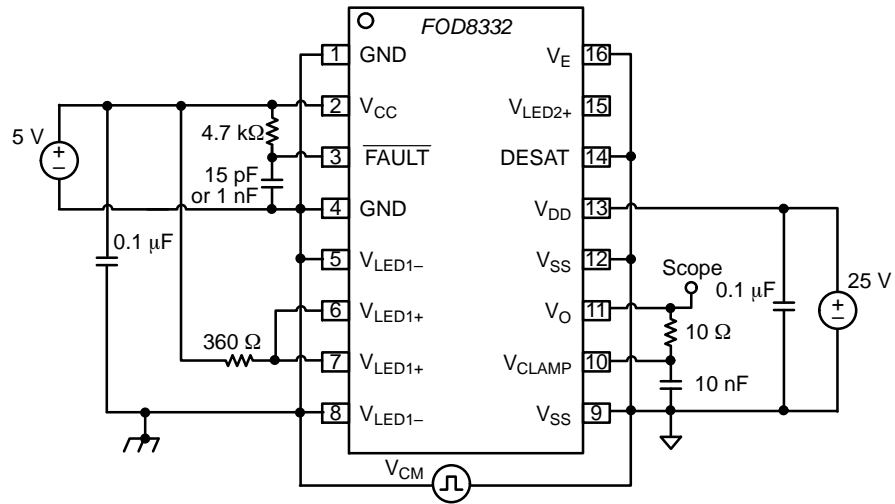 FOD8332
1 GND
2 VCC
3 FAULT
4 GND
5 VLED1–
6 VLED1+
7 VLED1+
8 VLED1–
VE 16
VLED2+ 15
DESAT 14
VDD 13
VSS 12
VO 11
VCLAMP 10
VSS 9
5 V
+
–
4.7 kΩ
15 pF
or 1 nF
0.1 μF
360 Ω
Scope
0.1 μF
10 Ω
10 nF
25 V
+
–
VCM